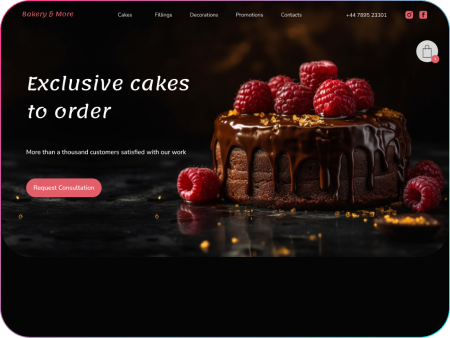 Bakery & More
Cakes
Fillings
Decorations
Promotions
Contacts
+44 7895 23301
Exclusive cakes
to order
More than a thousand customers satisfied with our work
Request Consultation